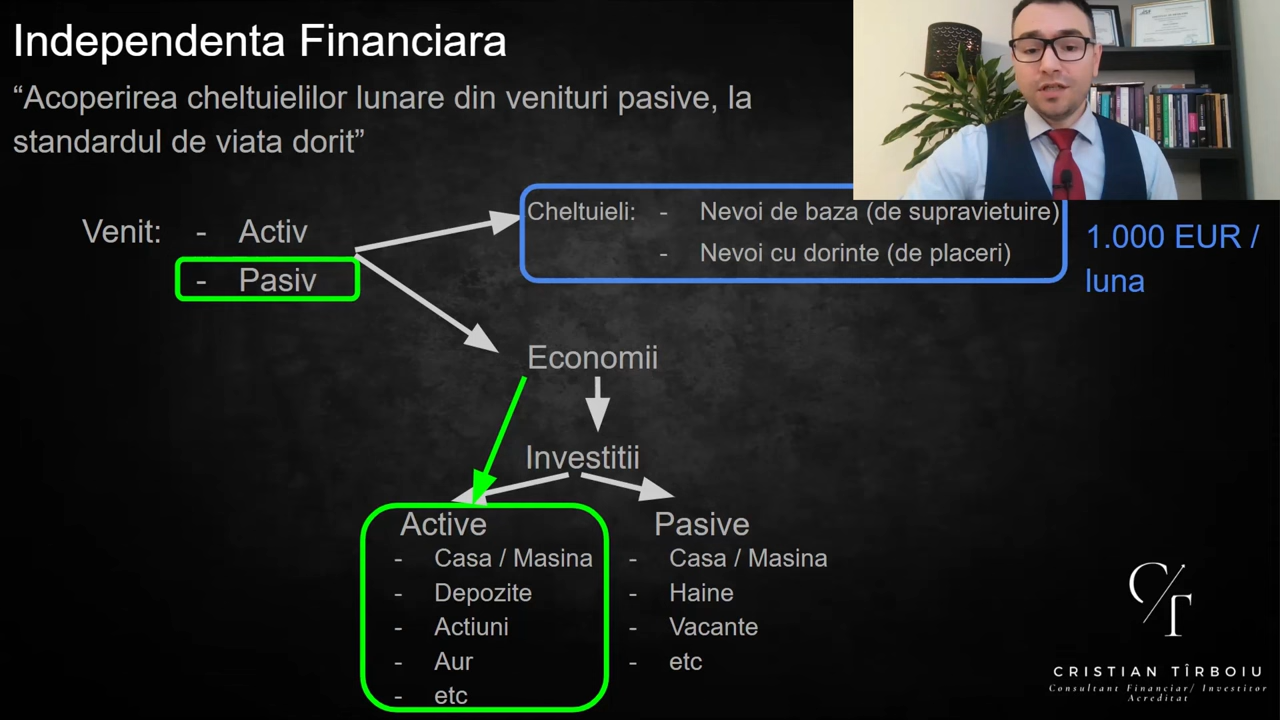 Independenta Financiara
“Acoperirea cheltuielilor lunare din venituri pasive, la
standardul de viata dorit”
Venit: - Activ
- Pasiv
Cheltuieli: - Nevoi de baza (de supravietuire)
- Nevoi cu dorinte (de placeri)
1.000 EUR /
luna
Economii
Investitii
Active
- Casa / Masina
- Depozite
- Actiuni
- Aur
- etc
Pasive
- Casa / Masina
- Haine
- Vacante
- etc
CT
CRISTIAN TÎRBOIU
Consultant Financiar/ Investitor
Acreditat